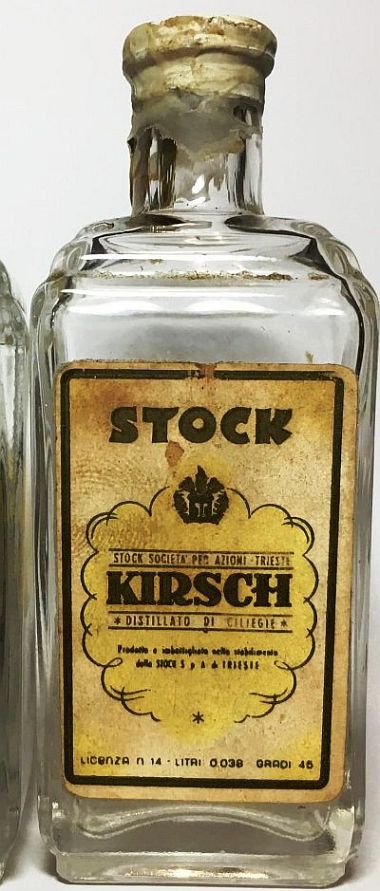 STOCK
STOCK SOCIETA' PER AZIONI - TRIESTE
KIRSCH
* DISTILLATO DI CILIEGIE *
Prodotto e imbottigliato nello stabilimento
della STOCK S p A di TRIESTE
*
LICENZA N 14 - LITRI 0.038 GRADI 45